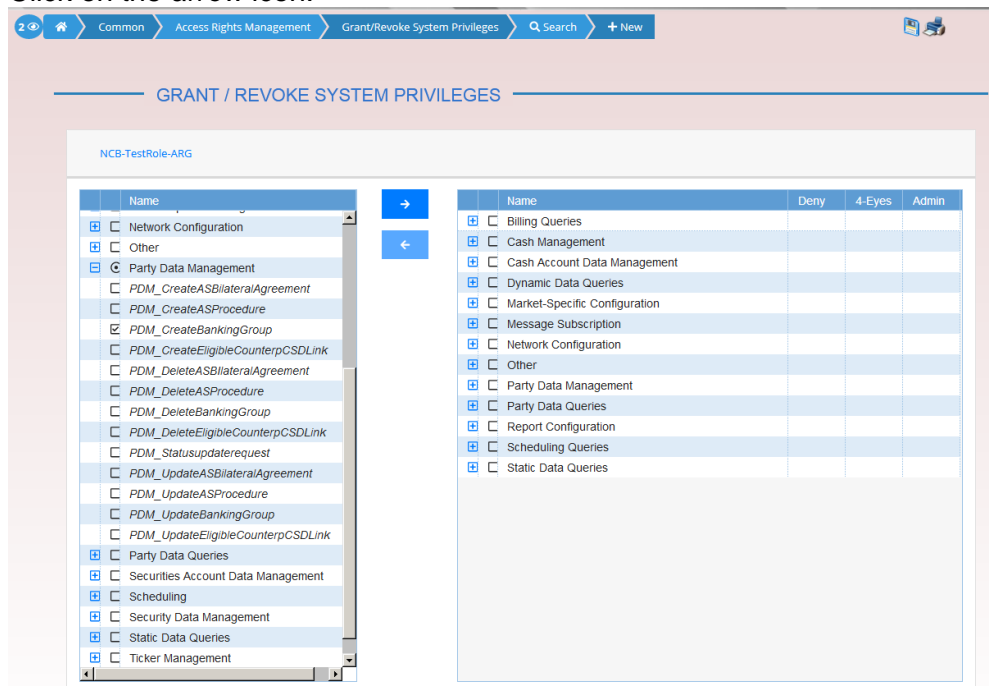 2
Common
Access Rights Management
Grant/Revoke System Privileges
Search
+ New
GRANT / REVOKE SYSTEM PRIVILEGES
NCB-TestRole-ARG
Name
Network Configuration
Other
Party Data Management
PDM_CreateASBilateralAgreement
PDM_CreateASProcedure
PDM_CreateBankingGroup
PDM_CreateEligibleCounterpCSDLink
PDM_DeleteASBIlateralAgreement
PDM_DeleteASProcedure
PDM_DeleteBankingGroup
PDM_DeleteEligibleCounterpCSDLink
PDM_Statusupdaterequest
PDM_UpdateASBilateralAgreement
PDM_UpdateASProcedure
PDM_UpdateBankingGroup
PDM_UpdateEligibleCounterpCSDLink
Party Data Queries
Securities Account Data Management
Scheduling
Security Data Management
Static Data Queries
Ticker Management
Name Deny 4-Eyes Admin
Billing Queries
Cash Management
Cash Account Data Management
Dynamic Data Queries
Market-Specific Configuration
Message Subscription
Network Configuration
Other
Party Data Management
Party Data Queries
Report Configuration
Scheduling Queries
Static Data Queries